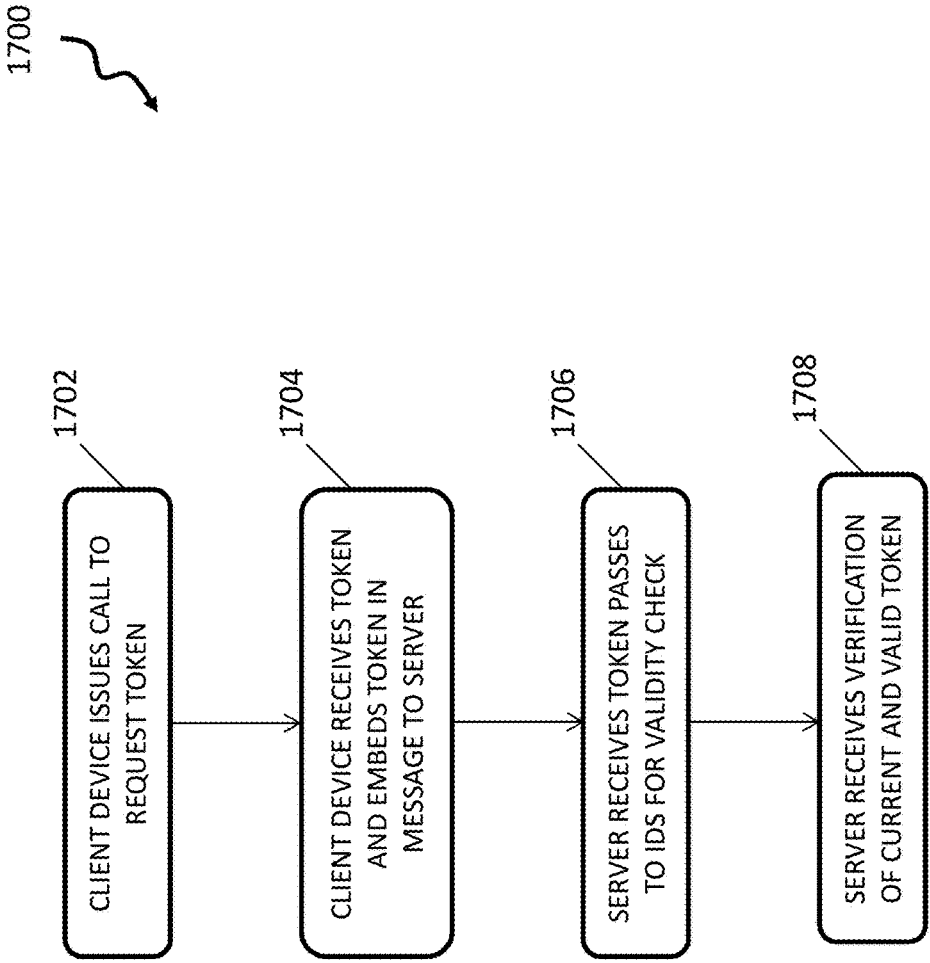 1700
1702
CLIENT DEVICE ISSUES CALL TO
REQUEST TOKEN
1704
CLIENT DEVICE RECEIVES TOKEN
AND EMBEDS TOKEN IN
MESSAGE TO SERVER
1706
SERVER RECEIVES TOKEN PASSES
TO IDS FOR VALIDITY CHECK
1708
SERVER RECEIVES VERIFICATION
OF CURRENT AND VALID TOKEN